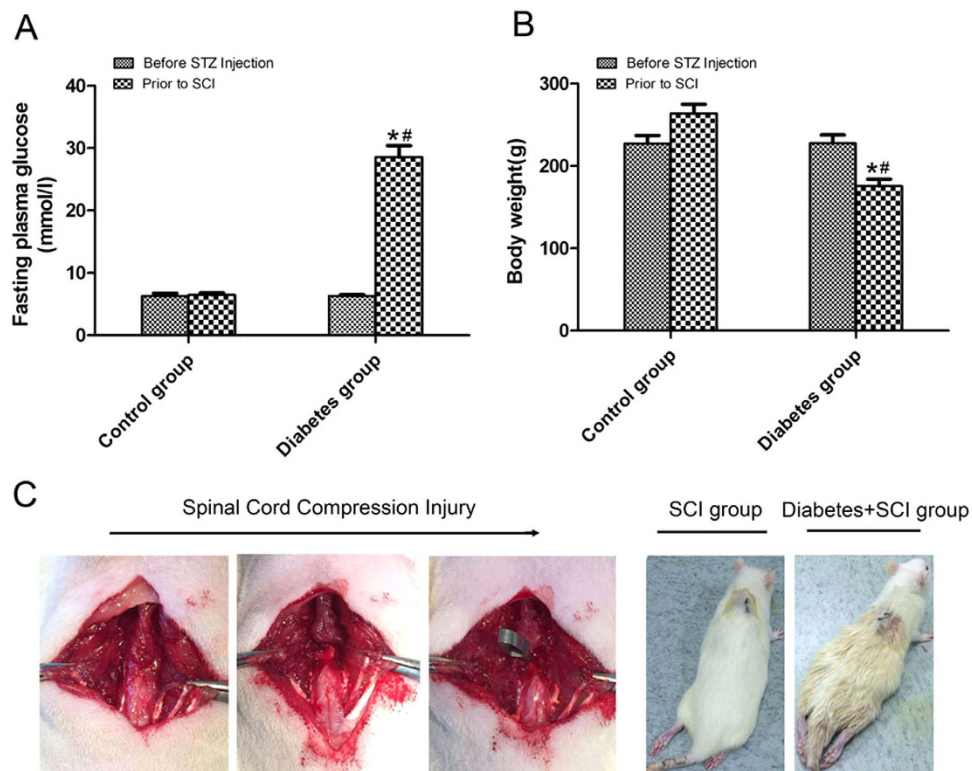 A
Before STZ Injection
Prior to SCI
Fasting plasma glucose
(mmol/l)
40
30
20
10
0
*#
Control group
Diabetes group
B
Before STZ Injection
Prior to SCI
Body weight(g)
300
200
100
0
*#
Control group
Diabetes group
C
Spinal Cord Compression Injury
SCI group
Diabetes+SCI group